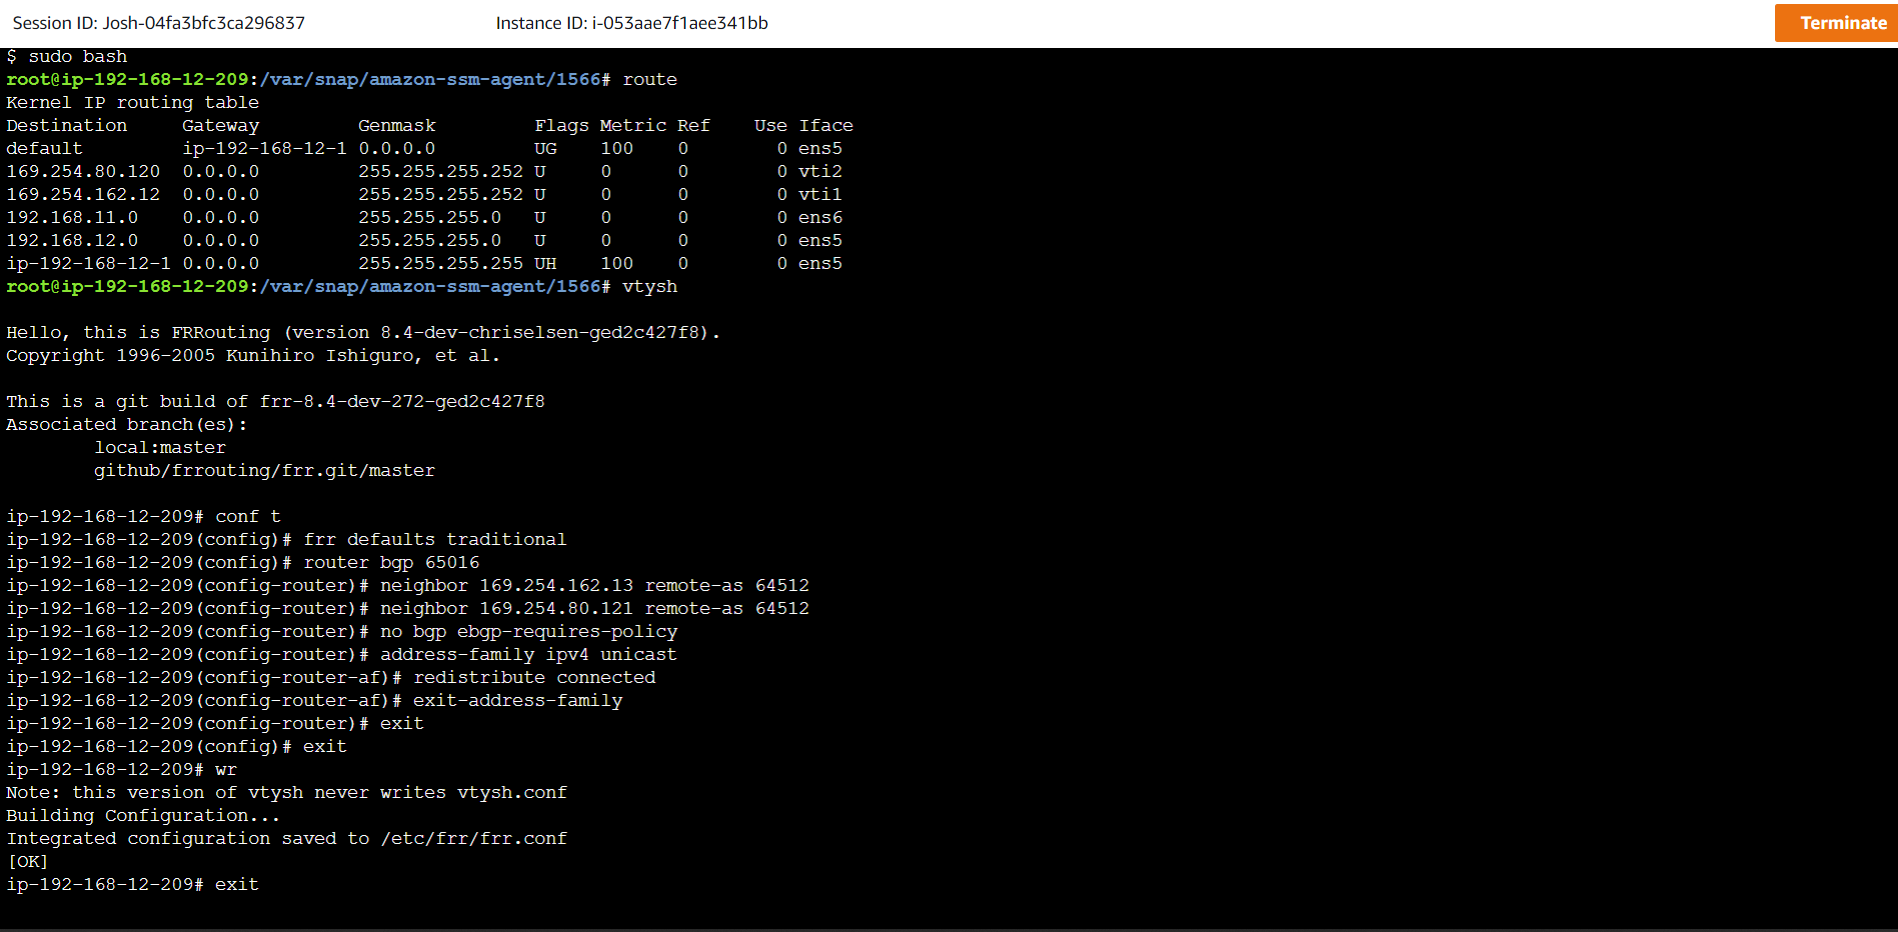 Session ID: Josh-04fa3bfc3ca296837 Instance ID: i-053aae7f1aee341bb Terminate
$ sudo bash
root@ip-192-168-12-209:/var/snap/amazon-ssm-agent/1566# route
Kernel IP routing table
Destination     Gateway         Genmask         Flags Metric Ref    Use Iface
default         ip-192-168-12-1 0.0.0.0         UG    100    0        0 ens5
169.254.80.120  0.0.0.0         255.255.255.252 U     0      0        0 vti2
169.254.162.12  0.0.0.0         255.255.255.252 U     0      0        0 vti1
192.168.11.0    0.0.0.0         255.255.255.0   U     0      0        0 ens6
192.168.12.0    0.0.0.0         255.255.255.0   U     0      0        0 ens5
ip-192-168-12-1 0.0.0.0         255.255.255.255 UH    100    0        0 ens5
root@ip-192-168-12-209:/var/snap/amazon-ssm-agent/1566# vtysh
Hello, this is FRRouting (version 8.4-dev-chriselsen-ged2c427f8).
Copyright 1996-2005 Kunihiro Ishiguro, et al.
This is a git build of frr-8.4-dev-272-ged2c427f8
Associated branch(es):
        local:master
        github/frrouting/frr.git/master
ip-192-168-12-209# conf t
ip-192-168-12-209(config)# frr defaults traditional
ip-192-168-12-209(config)# router bgp 65016
ip-192-168-12-209(config-router)# neighbor 169.254.162.13 remote-as 64512
ip-192-168-12-209(config-router)# neighbor 169.254.80.121 remote-as 64512
ip-192-168-12-209(config-router)# no bgp ebgp-requires-policy
ip-192-168-12-209(config-router)# address-family ipv4 unicast
ip-192-168-12-209(config-router-af)# redistribute connected
ip-192-168-12-209(config-router-af)# exit-address-family
ip-192-168-12-209(config-router)# exit
ip-192-168-12-209(config)# exit
ip-192-168-12-209# wr
Note: this version of vtysh never writes vtysh.conf
Building Configuration...
Integrated configuration saved to /etc/frr/frr.conf
[OK]
ip-192-168-12-209# exit